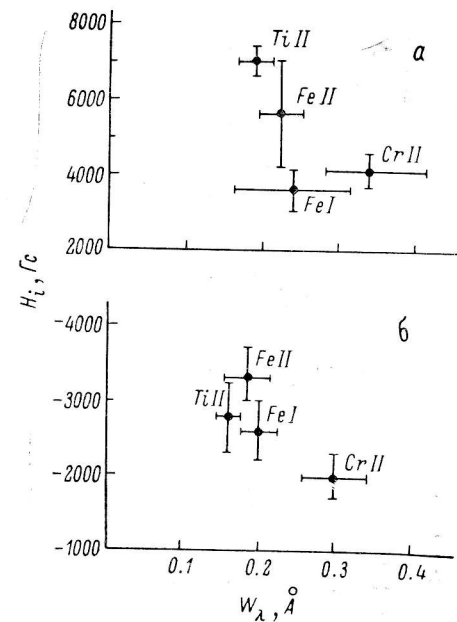 8000
6000
4000
2000
Ti II
Fe II
Cr II
Fe I
а
H_i, Гс
-4000
-3000
-2000
-1000
Fe II
Ti II
Fe I
Cr II
б
0.1 0.2 0.3 0.4
W_λ, Å